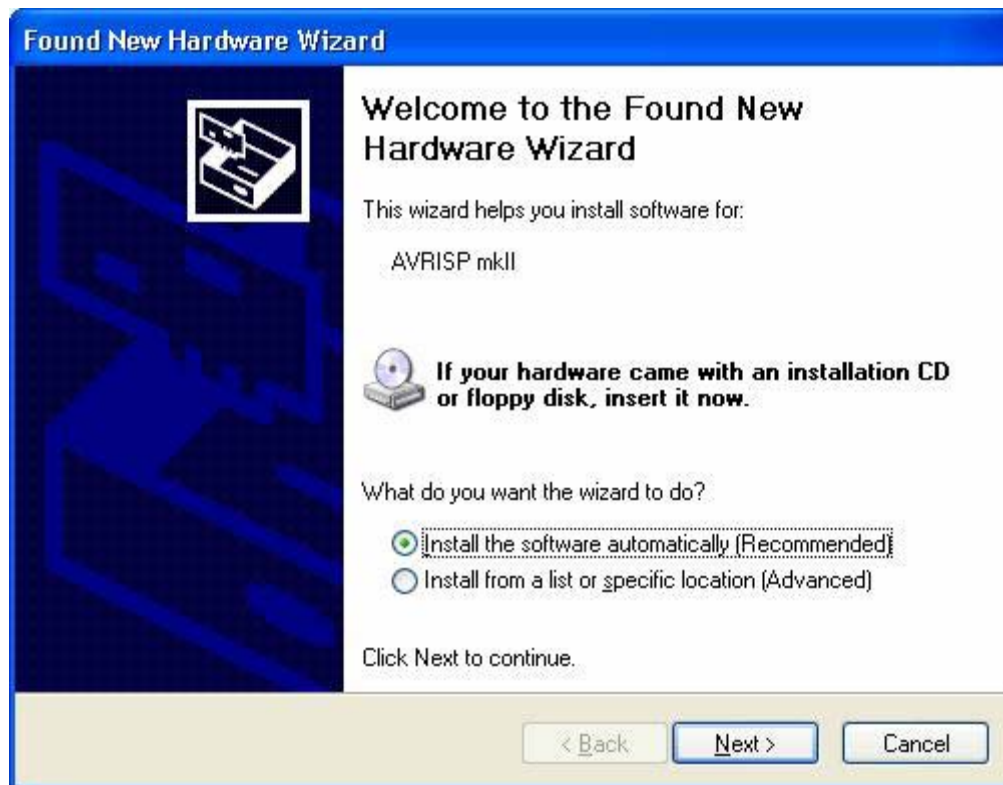 Found New Hardware Wizard
Welcome to the Found New
Hardware Wizard
This wizard helps you install software for:
AVRISP mkII
If your hardware came with an installation CD
or floppy disk, insert it now.
What do you want the wizard to do?
Install the software automatically (Recommended)
Install from a list or specific location (Advanced)
Click Next to continue.
< Back Next > Cancel